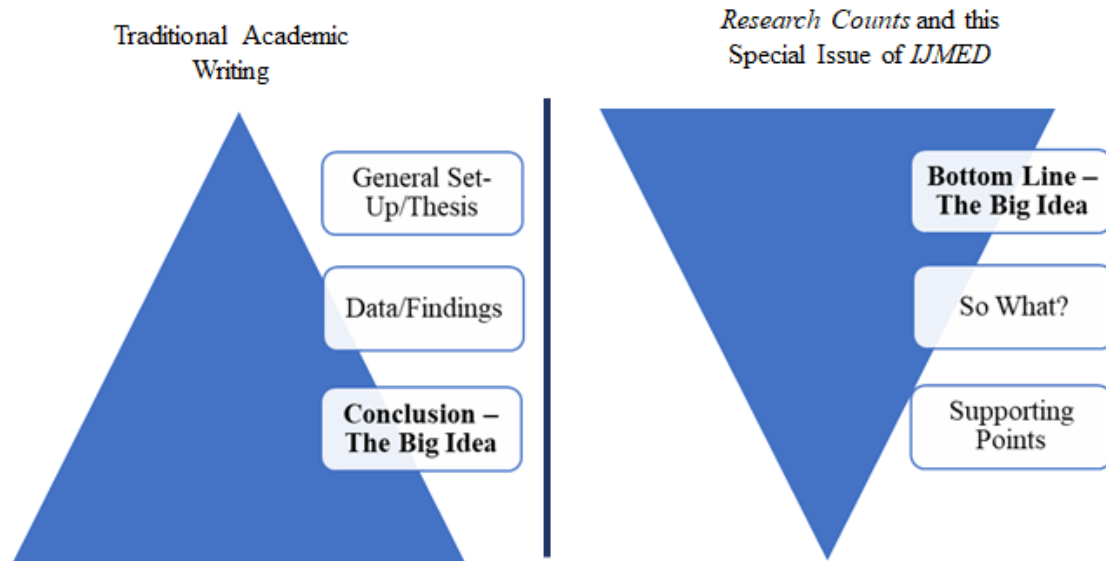 Traditional Academic
Writing
General Set-
Up/Thesis
Data/Findings
Conclusion –
The Big Idea
Research Counts and this
Special Issue of IJMED
Bottom Line –
The Big Idea
So What?
Supporting
Points